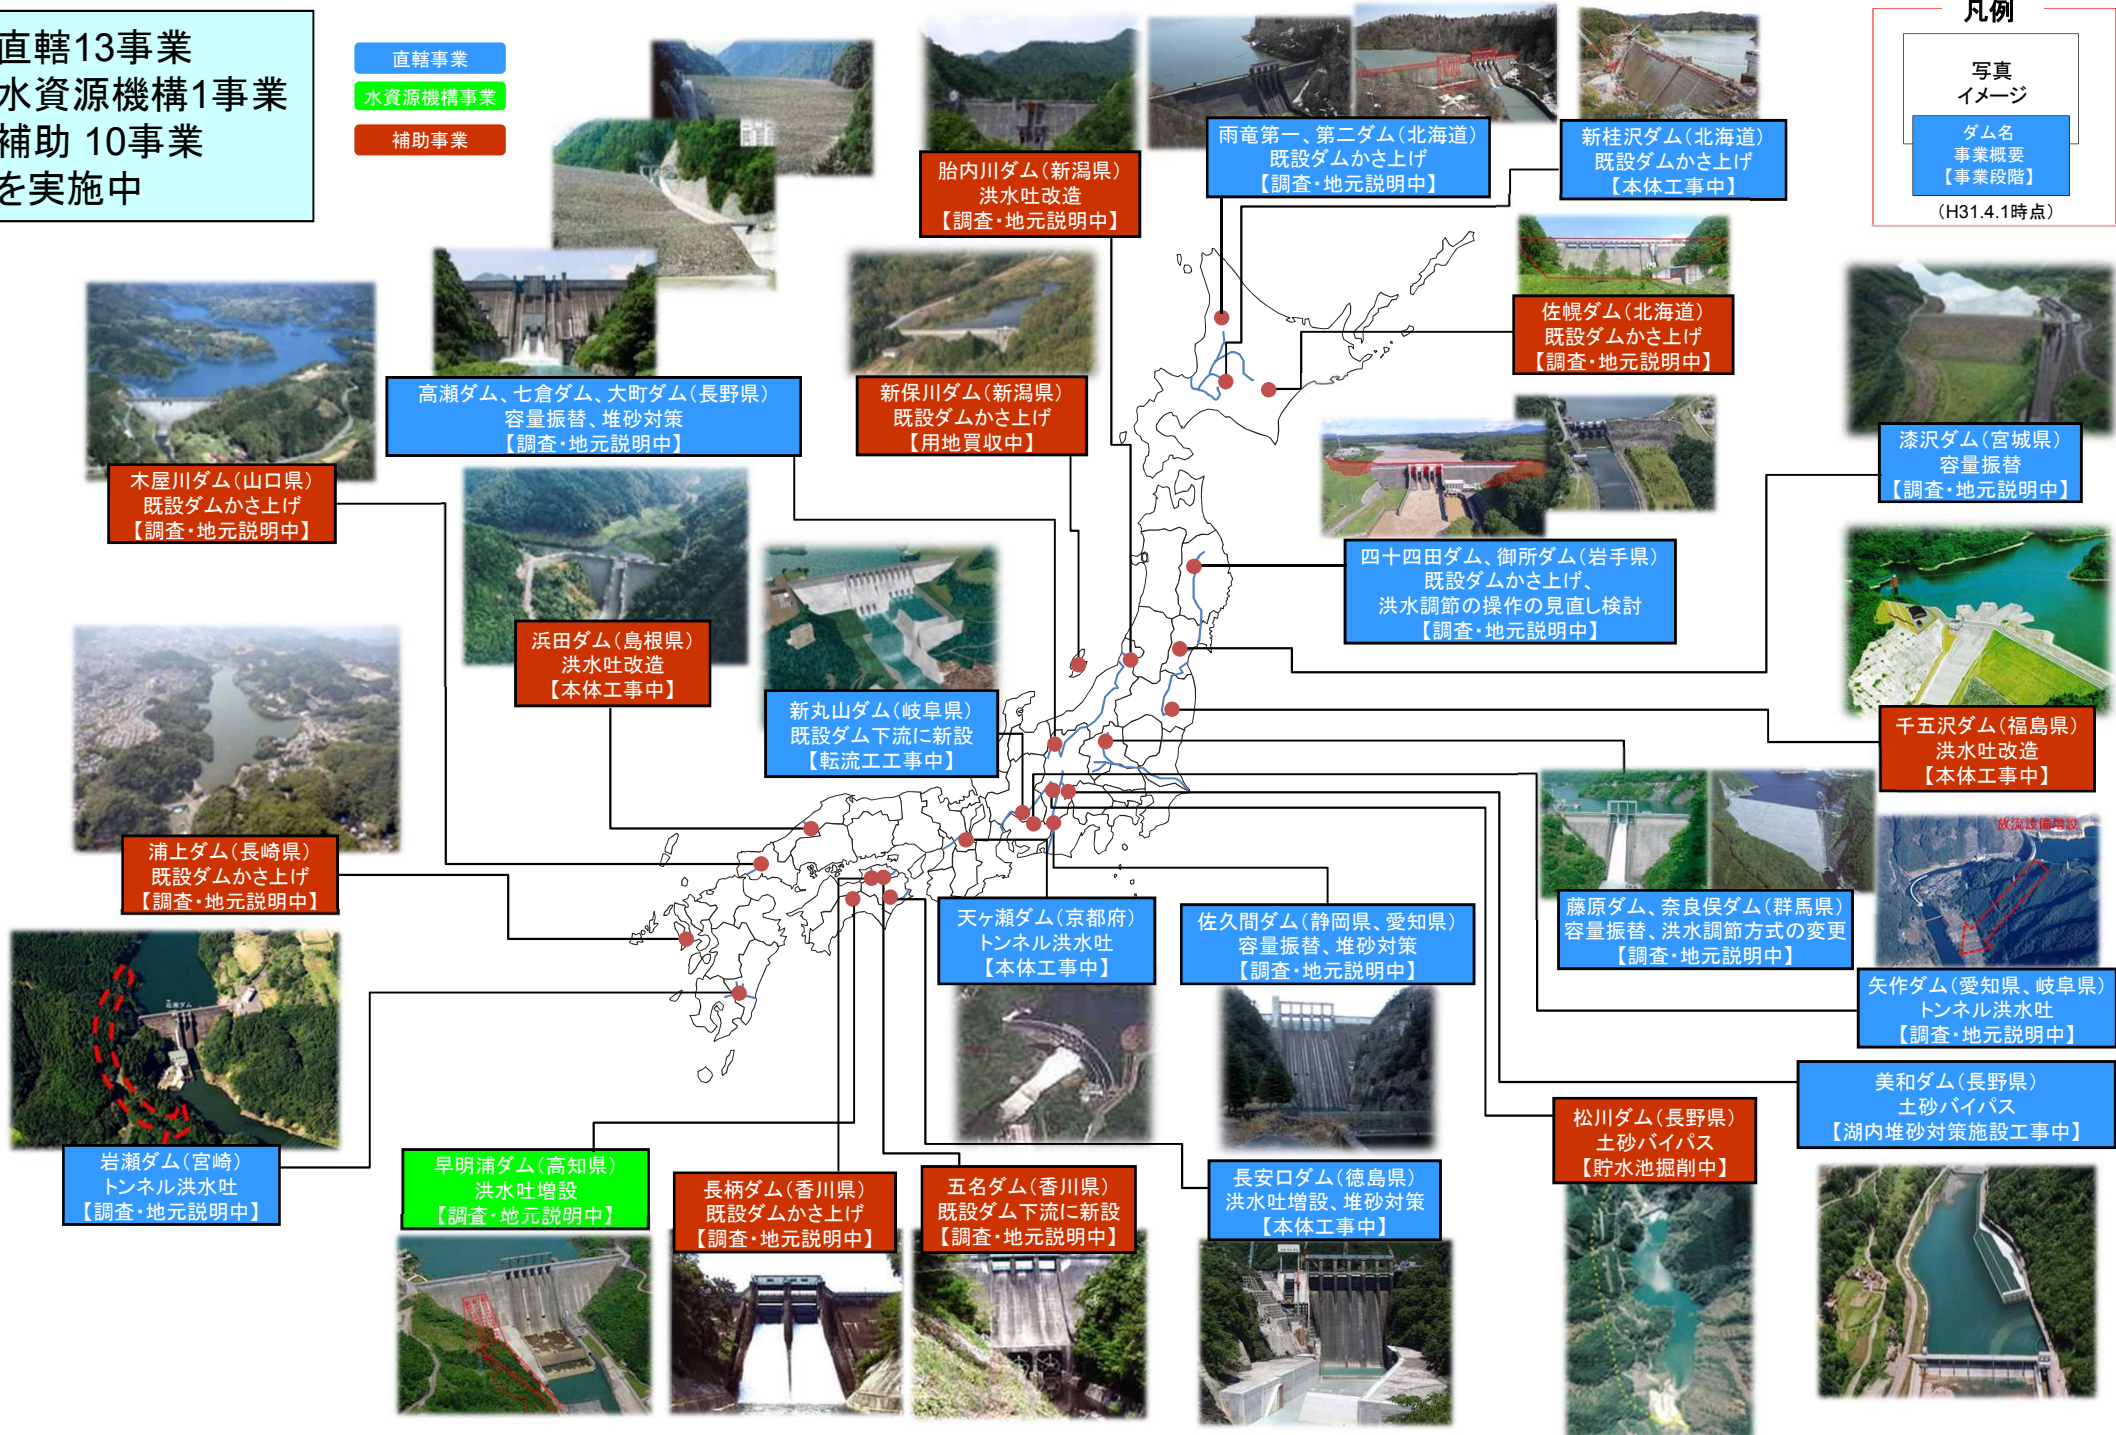 直轄13事業
水資源機構1事業
補助 10事業
を実施中
直轄事業
水資源機構事業
補助事業
凡例
写真
イメージ
ダム名
事業概要
【事業段階】
（H31.4.1時点）
胎内川ダム（新潟県）
洪水吐改造
【調査・地元説明中】
雨竜第一、第二ダム（北海道）
既設ダムかさ上げ
【調査・地元説明中】
新桂沢ダム（北海道）
既設ダムかさ上げ
【本体工事中】
佐幌ダム（北海道）
既設ダムかさ上げ
【調査・地元説明中】
高瀬ダム、七倉ダム、大町ダム（長野県）
容量振替、堆砂対策
【調査・地元説明中】
新保川ダム（新潟県）
既設ダムかさ上げ
【用地買収中】
漆沢ダム（宮城県）
容量振替
【調査・地元説明中】
木屋川ダム（山口県）
既設ダムかさ上げ
【調査・地元説明中】
四十四田ダム、御所ダム（岩手県）
既設ダムかさ上げ、
洪水調節の操作の見直し検討
【調査・地元説明中】
浜田ダム（島根県）
洪水吐改造
【本体工事中】
新丸山ダム（岐阜県）
既設ダム下流に新設
【転流工工事中】
千五沢ダム（福島県）
洪水吐改造
【本体工事中】
浦上ダム（長崎県）
既設ダムかさ上げ
【調査・地元説明中】
放流設備増設
天ヶ瀬ダム（京都府）
トンネル洪水吐
【本体工事中】
佐久間ダム（静岡県、愛知県）
容量振替、堆砂対策
【調査・地元説明中】
藤原ダム、奈良俣ダム（群馬県）
容量振替、洪水調節方式の変更
【調査・地元説明中】
矢作ダム（愛知県、岐阜県）
トンネル洪水吐
【調査・地元説明中】
岩瀬ダム
岩瀬ダム（宮崎）
トンネル洪水吐
【調査・地元説明中】
早明浦ダム（高知県）
洪水吐増設
【調査・地元説明中】
長柄ダム（香川県）
既設ダムかさ上げ
【調査・地元説明中】
五名ダム（香川県）
既設ダム下流に新設
【調査・地元説明中】
長安口ダム（徳島県）
洪水吐増設、堆砂対策
【本体工事中】
松川ダム（長野県）
土砂バイパス
【貯水池掘削中】
美和ダム（長野県）
土砂バイパス
【湖内堆砂対策施設工事中】